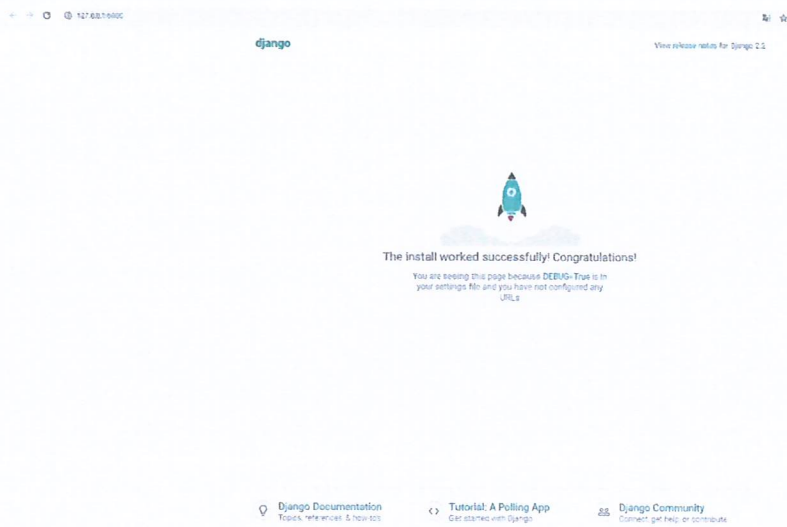 127.0.0.1:8000
django
View release notes for Django 2.2
The install worked successfully! Congratulations!
You are seeing this page because DEBUG=True is in
your settings file and you have not configured any
URLs.
Django Documentation
Topics, references, & how-to's
Tutorial: A Polling App
Get started with Django
Django Community
Connect, get help, or contribute